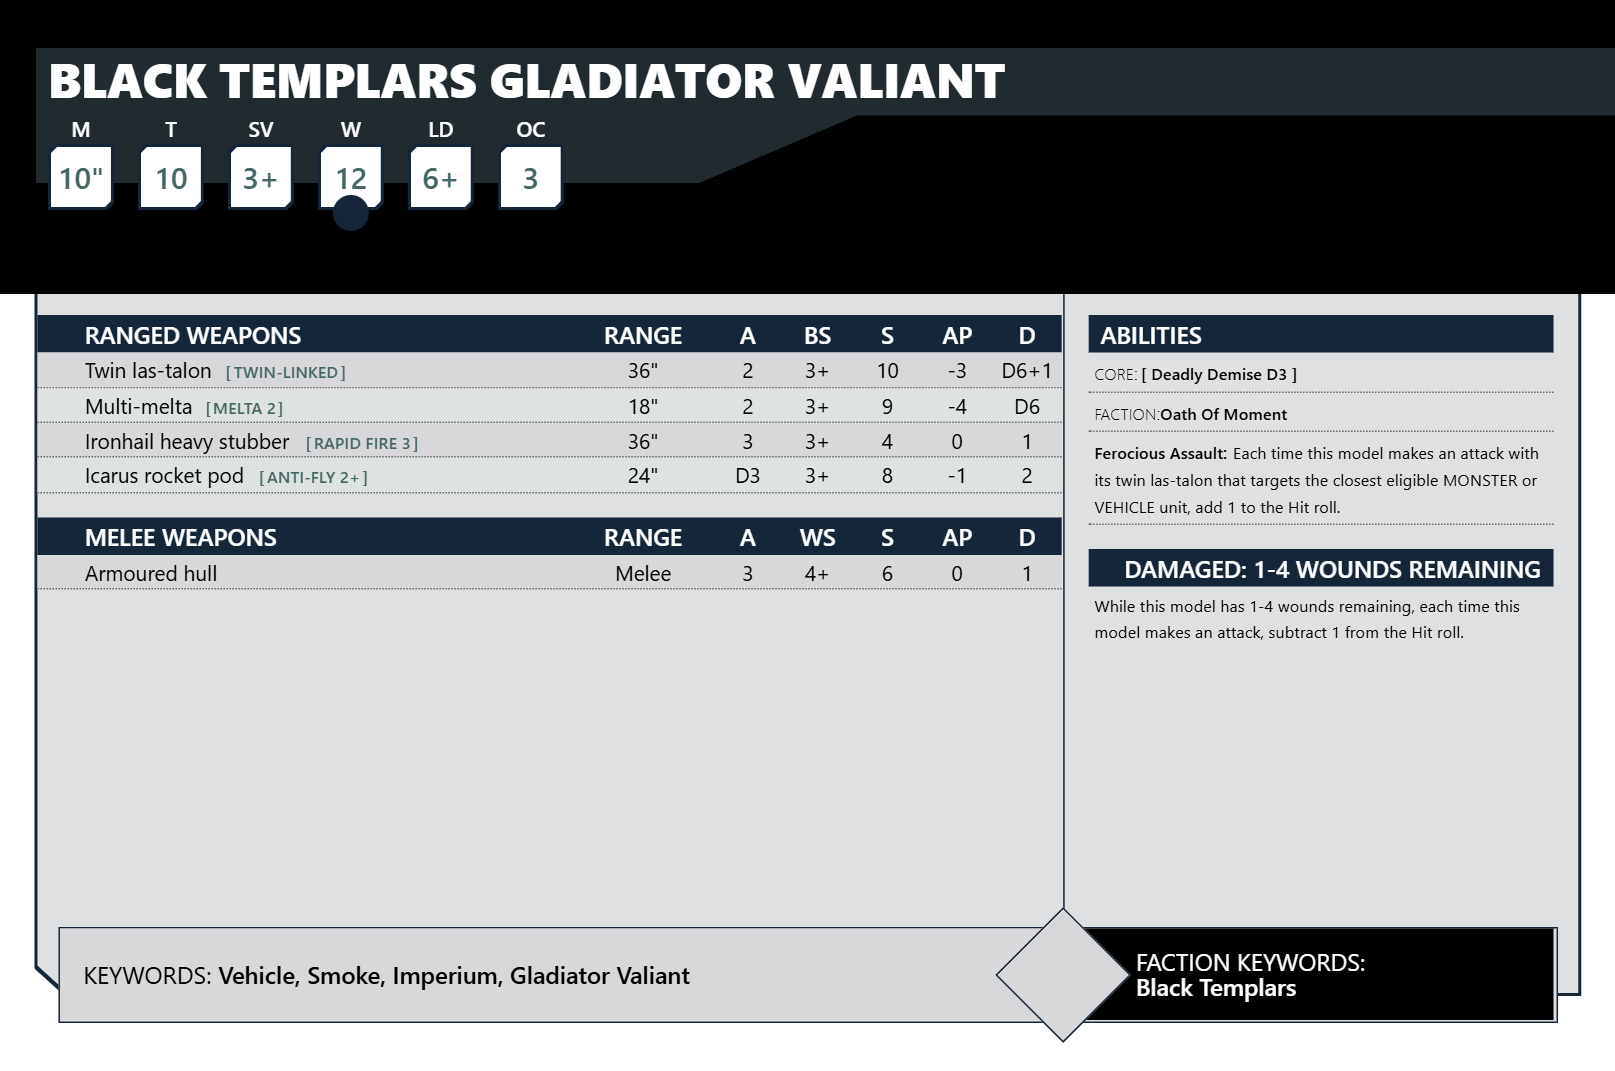 BLACK TEMPLARS GLADIATOR VALIANT
M T SV W LD OC
10" 10 3+ 12 6+ 3
RANGED WEAPONS RANGE A BS S AP D
Twin las-talon [TWIN-LINKED] 36" 2 3+ 10 -3 D6+1
Multi-melta [MELTA 2] 18" 2 3+ 9 -4 D6
Ironhail heavy stubber [RAPID FIRE 3] 36" 3 3+ 4 0 1
Icarus rocket pod [ANTI-FLY 2+] 24" D3 3+ 8 -1 2
MELEE WEAPONS RANGE A WS S AP D
Armoured hull Melee 3 4+ 6 0 1
ABILITIES
CORE: [ Deadly Demise D3 ]
FACTION:Oath Of Moment
Ferocious Assault: Each time this model makes an attack with
its twin las-talon that targets the closest eligible MONSTER or
VEHICLE unit, add 1 to the Hit roll.
DAMAGED: 1-4 WOUNDS REMAINING
While this model has 1-4 wounds remaining, each time this
model makes an attack, subtract 1 from the Hit roll.
KEYWORDS: Vehicle, Smoke, Imperium, Gladiator Valiant
FACTION KEYWORDS:
Black Templars